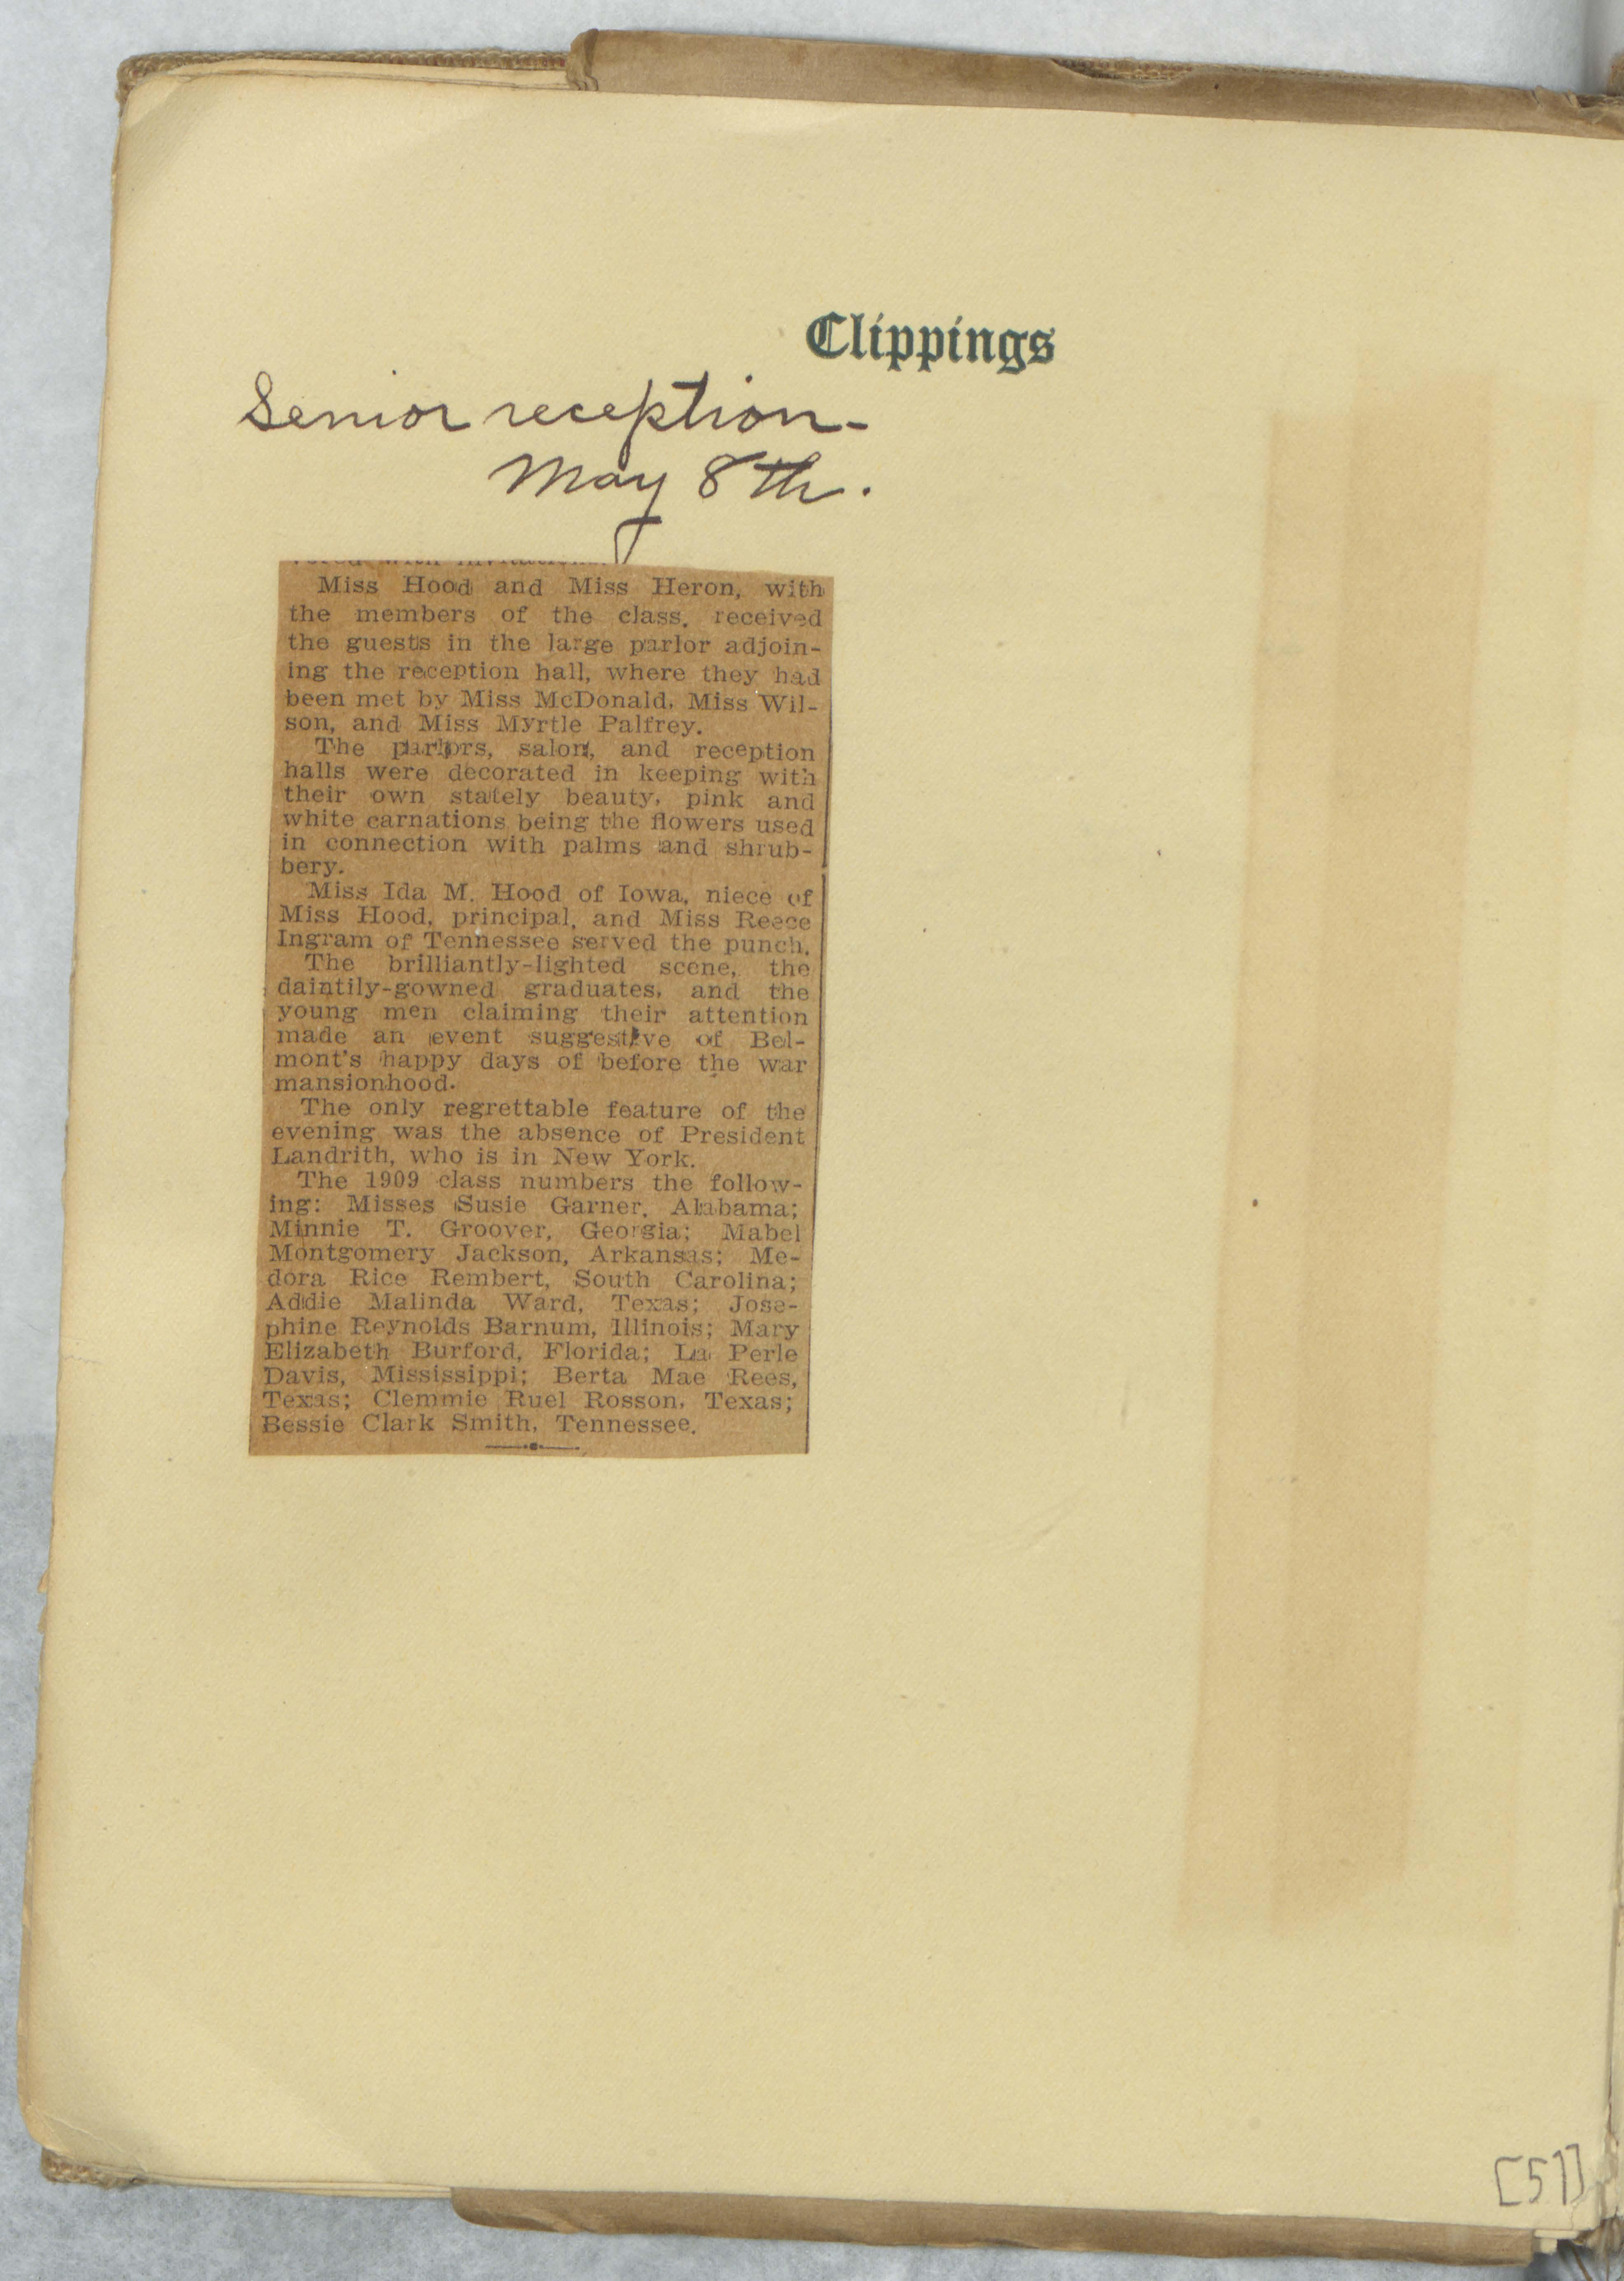 Clippings
Senior reception-
May 8th.
Miss Hood and Miss Heron, with
the members of the class, received
the guests in the large parlor adjoin-
ing the reception hall, where they had
been met by Miss McDonald, Miss Wil-
son, and Miss Myrtle Palfrey.
The parlors, salon, and reception
halls were decorated in keeping with
their own stately beauty, pink and
white carnations being the flowers used
in connection with palms and shrub-
bery.
Miss Ida M. Hood of Iowa, niece of
Miss Hood, principal, and Miss Reece
Ingram of Tennessee served the punch.
The brilliantly-lighted scene, the
daintily-gowned graduates, and the
young men claiming their attention
made an event suggestive of Bel-
mont's happy days of before the war
mansionhood.
The only regrettable feature of the
evening was the absence of President
Landrith, who is in New York.
The 1909 class numbers the follow-
ing: Misses Susie Garner, Alabama;
Minnie T. Groover, Georgia; Mabel
Montgomery Jackson, Arkansas; Me-
dora Rice Rembert, South Carolina;
Addie Malinda Ward, Texas; Jose-
phine Reynolds Barnum, Illinois; Mary
Elizabeth Burford, Florida; La Perle
Davis, Mississippi; Berta Mae Rees,
Texas; Clemmie Ruel Rosson, Texas;
Bessie Clark Smith, Tennessee.
[51]